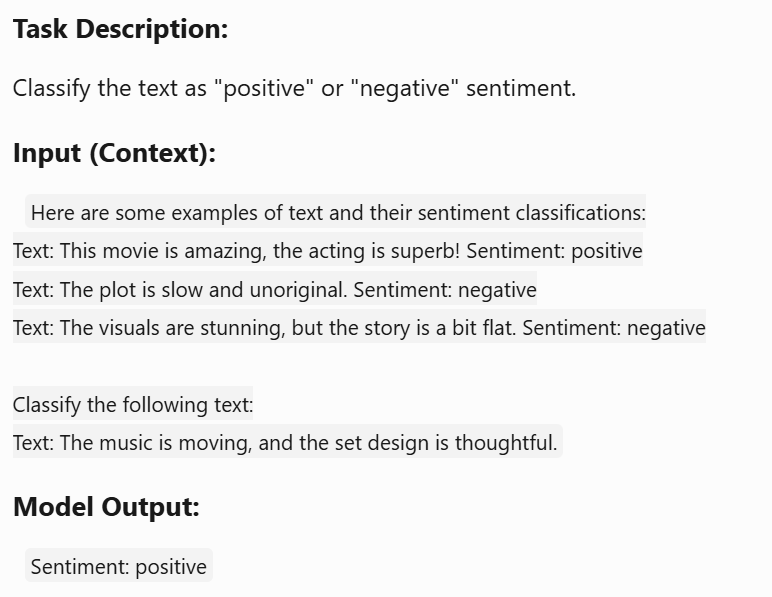 Task Description:
Classify the text as "positive" or "negative" sentiment.
Input (Context):
Here are some examples of text and their sentiment classifications:
Text: This movie is amazing, the acting is superb! Sentiment: positive
Text: The plot is slow and unoriginal. Sentiment: negative
Text: The visuals are stunning, but the story is a bit flat. Sentiment: negative
Classify the following text:
Text: The music is moving, and the set design is thoughtful.
Model Output:
Sentiment: positive